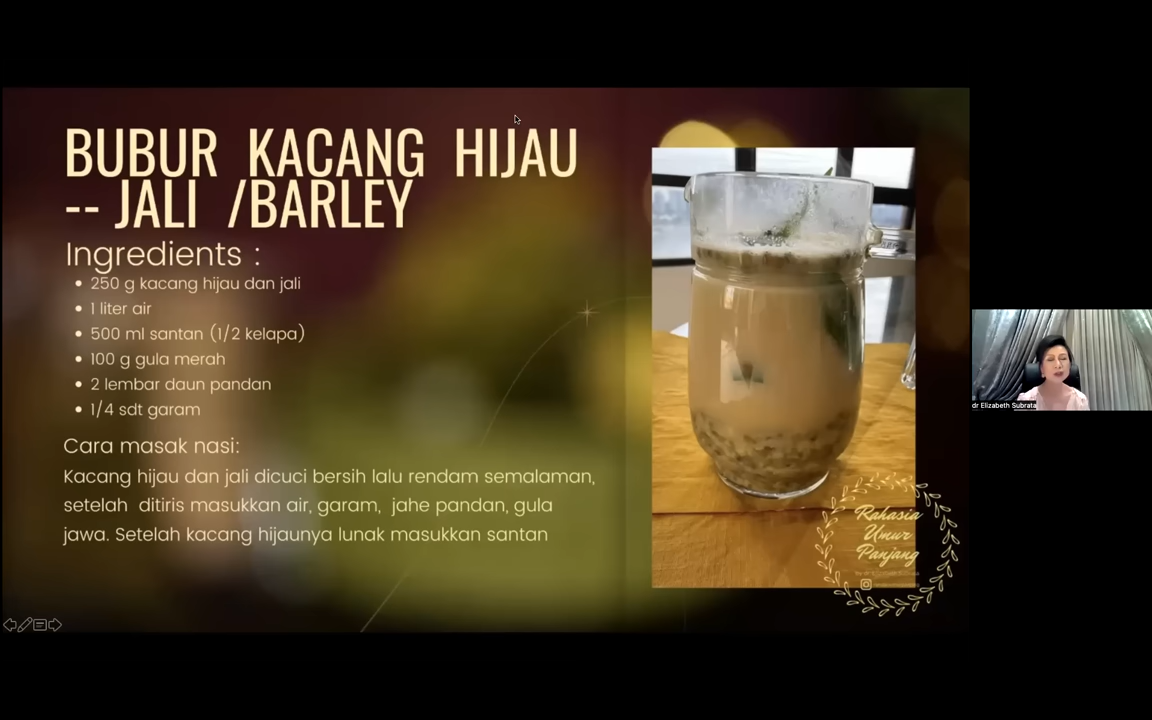 BUBUR KACANG HIJAU
-- JALI /BARLEY
Ingredients :
250 g kacang hijau dan jali
1 liter air
500 ml santan (1/2 kelapa)
100 g gula merah
2 lembar daun pandan
1/4 sdt garam
Cara masak nasi:
Kacang hijau dan jali dicuci bersih lalu rendam semalaman,
setelah ditiris masukkan air, garam, jahe pandan, gula
jawa. Setelah kacang hijaunya lunak masukkan santan
Rahasia
Umur
Panjang
dr Elizabeth Subrata